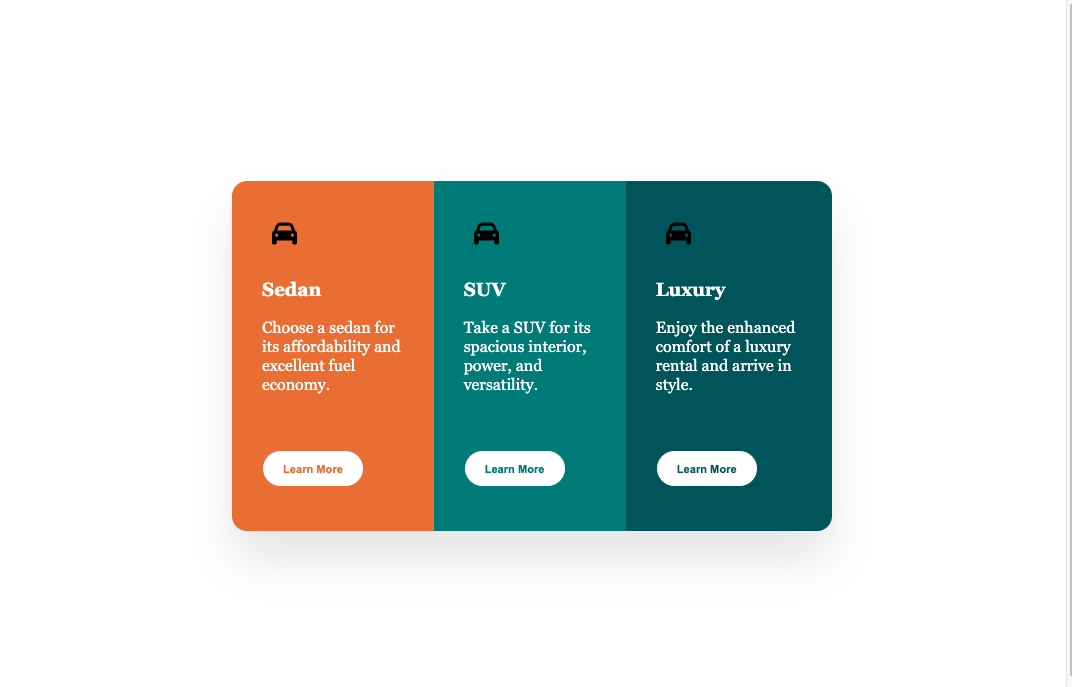 Sedan
Choose a sedan for
its affordability and
excellent fuel
economy.
Learn More
SUV
Take a SUV for its
spacious interior,
power, and
versatility.
Learn More
Luxury
Enjoy the enhanced
comfort of a luxury
rental and arrive in
style.
Learn More